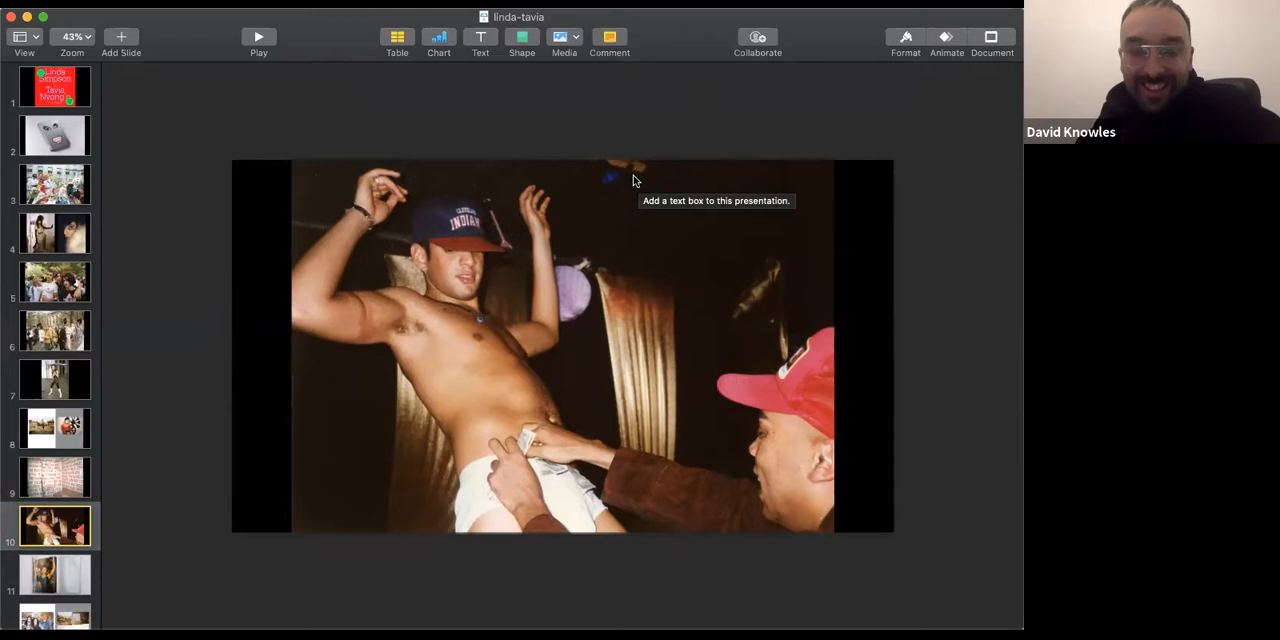 linda-tavia
View
43%
Zoom
Add Slide
Play
Table
Chart
Text
Shape
Media
Comment
Collaborate
Format
Animate
Document
David Knowles
Add a text box to this presentation.
INDIAN
Linda
Simpson
Tavia
Nyong'o
1
2
3
4
5
6
7
8
9
10
11